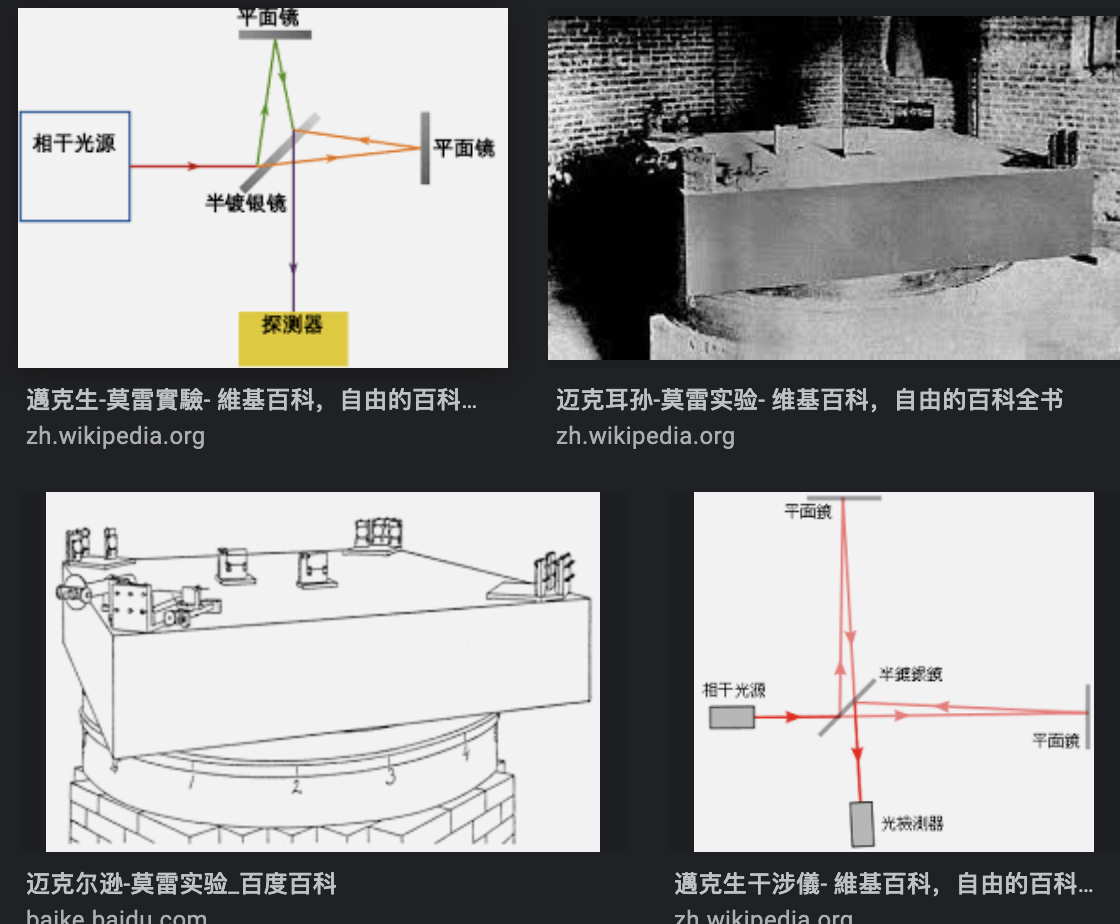 平面镜
相干光源
平面镜
半镀银镜
探测器
邁克生-莫雷實驗- 維基百科，自由的百科...
zh.wikipedia.org
迈克耳孙-莫雷实验- 维基百科，自由的百科全书
zh.wikipedia.org
1
2
3
4
迈克尔逊-莫雷实验_百度百科
baike.baidu.com
平面鏡
半鍍銀鏡
相干光源
平面鏡
光檢測器
邁克生干涉儀- 維基百科，自由的百科...
zh.wikipedia.org